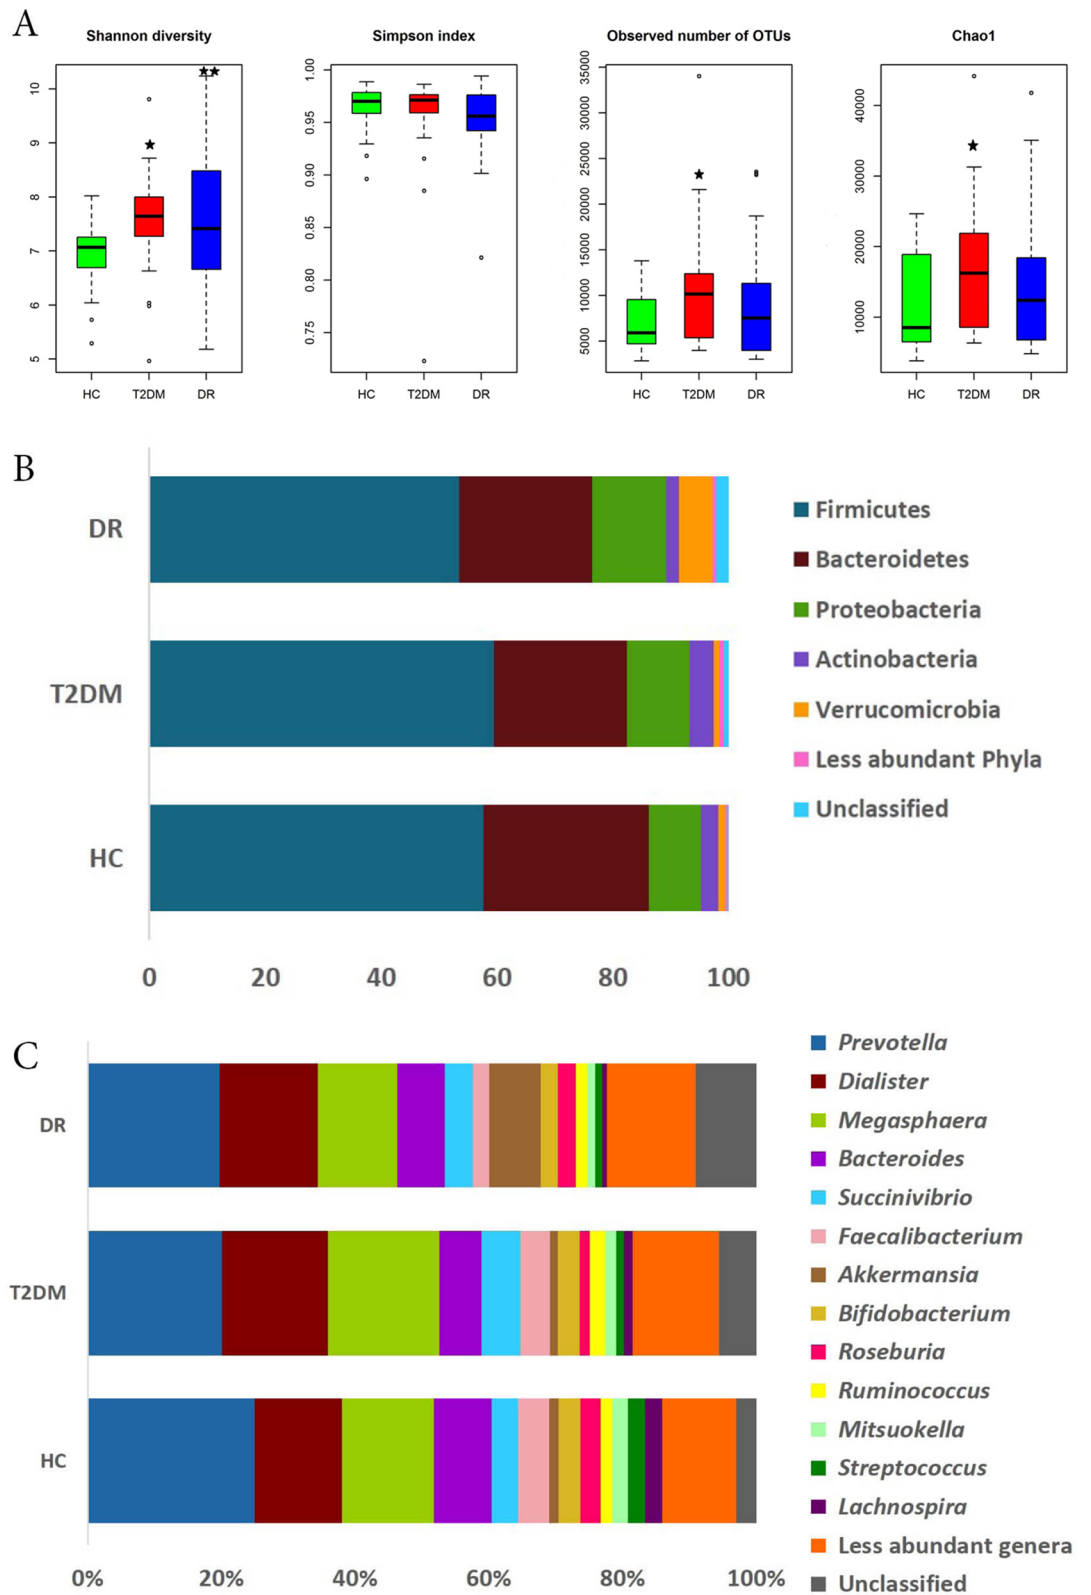 A
Shannon diversity
Simpson index
Observed number of OTUs
Chao1
5 6 7 8 9 10
HC T2DM DR
0.75 0.80 0.85 0.90 0.95 1.00
HC T2DM DR
5000 10000 15000 20000 25000 30000 35000
HC T2DM DR
10000 20000 30000 40000
HC T2DM DR
B
DR
T2DM
HC
0 20 40 60 80 100
Firmicutes
Bacteroidetes
Proteobacteria
Actinobacteria
Verrucomicrobia
Less abundant Phyla
Unclassified
C
DR
T2DM
HC
0% 20% 40% 60% 80% 100%
Prevotella
Dialister
Megasphaera
Bacteroides
Succinivibrio
Faecalibacterium
Akkermansia
Bifidobacterium
Roseburia
Ruminococcus
Mitsuokella
Streptococcus
Lachnospira
Less abundant genera
Unclassified